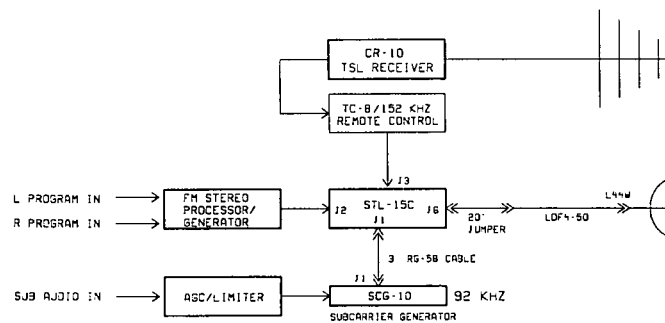 CR-10
TSL RECEIVER
TC-8/152 KHZ
REMOTE CONTROL
J3
L PROGRAM IN
R PROGRAM IN
FM STEREO
PROCESSOR/
GENERATOR
J2
STL-15C
J6
J1
20'
JUMPER
LDF4-50
L44W
3 RG-58 CABLE
J1
SUB AUDIO IN
AGC/LIMITER
SCG-10
92 KHZ
SUBCARRIER GENERATOR